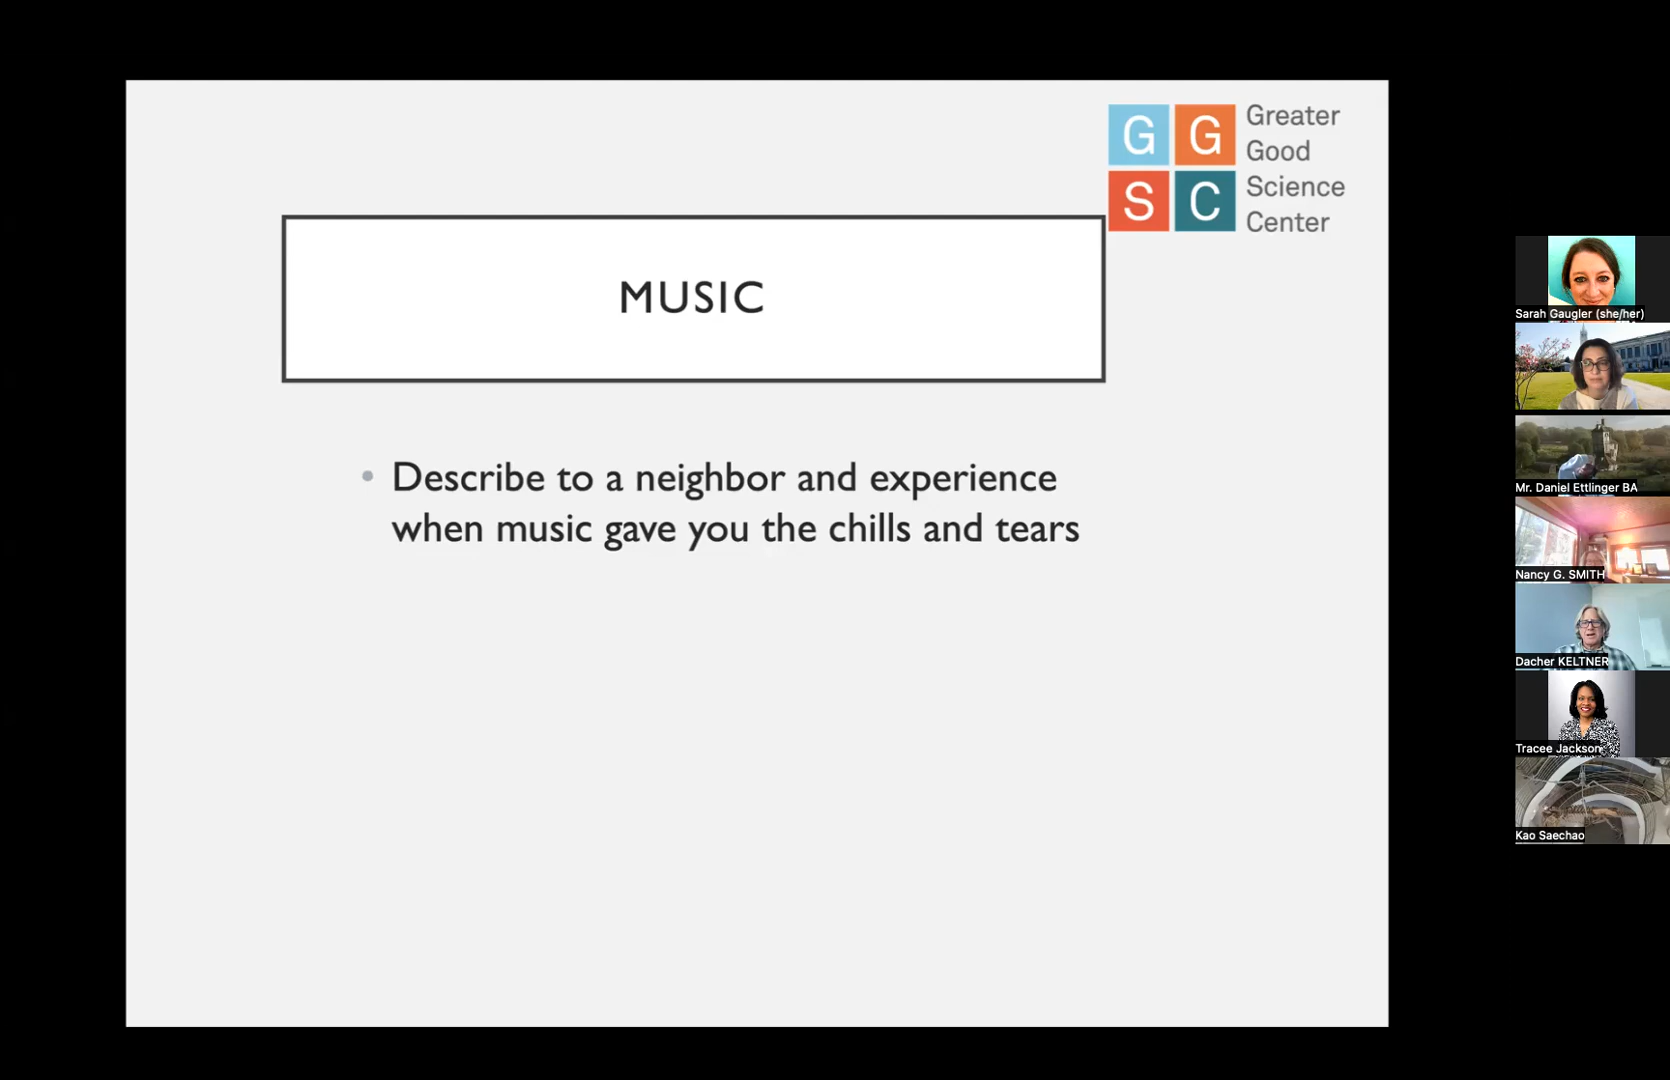 G G
S C
Greater
Good
Science
Center
MUSIC
• Describe to a neighbor and experience
when music gave you the chills and tears
Sarah Gaugler (she/her)
Mr. Daniel Ettlinger BA
Nancy G. SMITH
Dacher KELTNER
Tracee Jackson
Kao Saechao